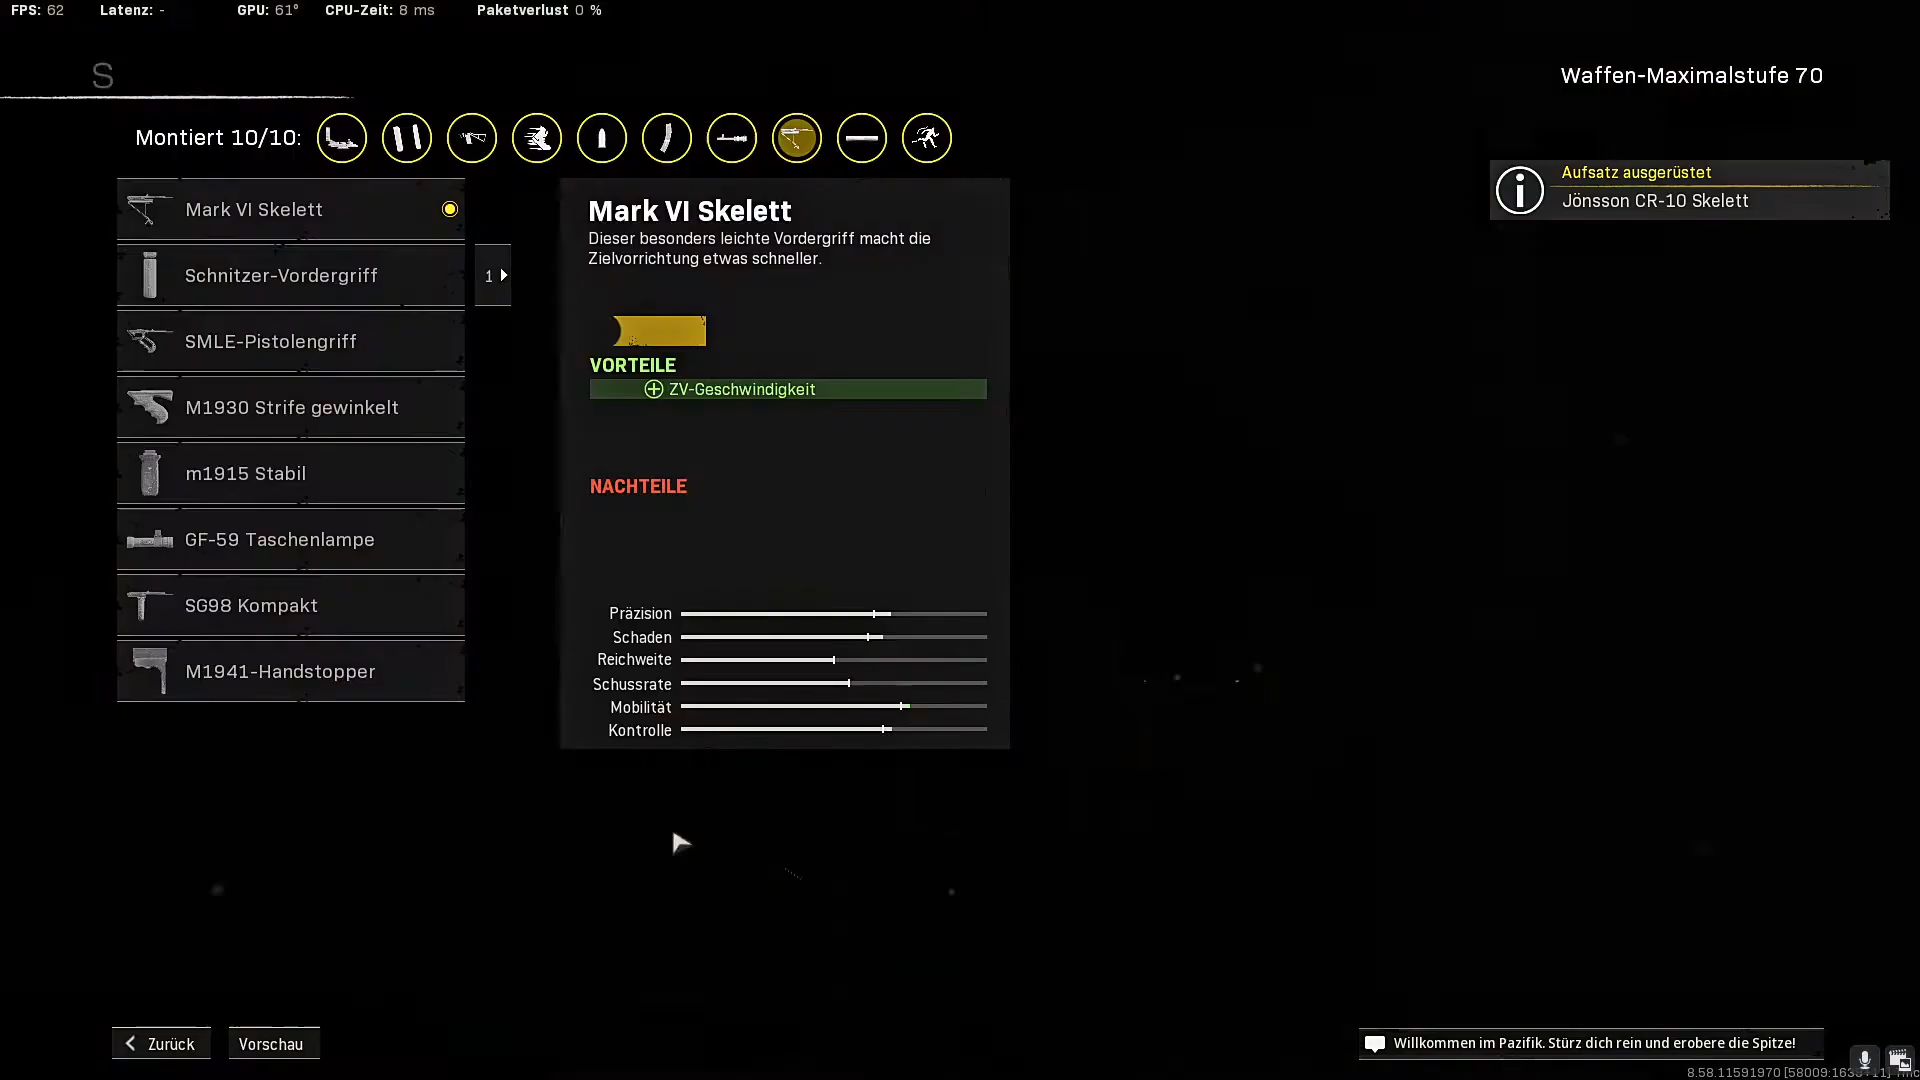 FPS: 62 Latenz: - GPU: 61° CPU-Zeit: 8 ms Paketverlust 0 %
S
Waffen-Maximalstufe 70
Montiert 10/10:
Aufsatz ausgerüstet
Jönsson CR-10 Skelett
Mark VI Skelett
Schnitzer-Vordergriff
1
SMLE-Pistolengriff
M1930 Strife gewinkelt
m1915 Stabil
GF-59 Taschenlampe
SG98 Kompakt
M1941-Handstopper
Mark VI Skelett
Dieser besonders leichte Vordergriff macht die
Zielvorrichtung etwas schneller.
VORTEILE
ZV-Geschwindigkeit
NACHTEILE
Präzision
Schaden
Reichweite
Schussrate
Mobilität
Kontrolle
Zurück
Vorschau
Willkommen im Pazifik. Stürz dich rein und erobere die Spitze!